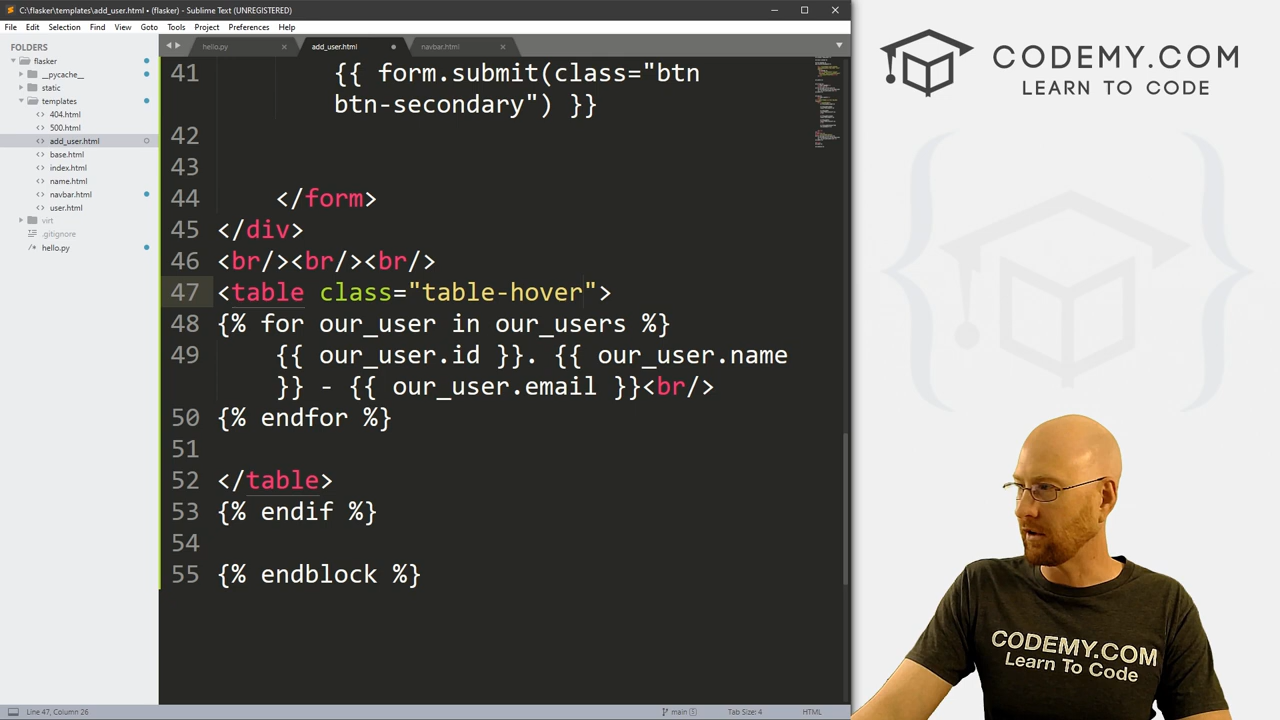 C:\flasker\templates\add_user.html • (flasker) - Sublime Text (UNREGISTERED)
File Edit Selection Find View Goto Tools Project Preferences Help
FOLDERS
flasker
__pycache__
static
templates
404.html
500.html
add_user.html
base.html
index.html
name.html
navbar.html
user.html
virt
.gitignore
hello.py
hello.py add_user.html navbar.html
41 {{ form.submit(class="btn
btn-secondary") }}
42
43
44 </form>
45 </div>
46 <br/><br/><br/>
47 <table class="table-hover">
48 {% for our_user in our_users %}
49 {{ our_user.id }}. {{ our_user.name
}} - {{ our_user.email }}<br/>
50 {% endfor %}
51
52 </table>
53 {% endif %}
54
55 {% endblock %}
Line 47, Column 26
main 5 Tab Size: 4 HTML
CODEMY.COM
LEARN TO CODE
CODEMY.COM
Learn To Code